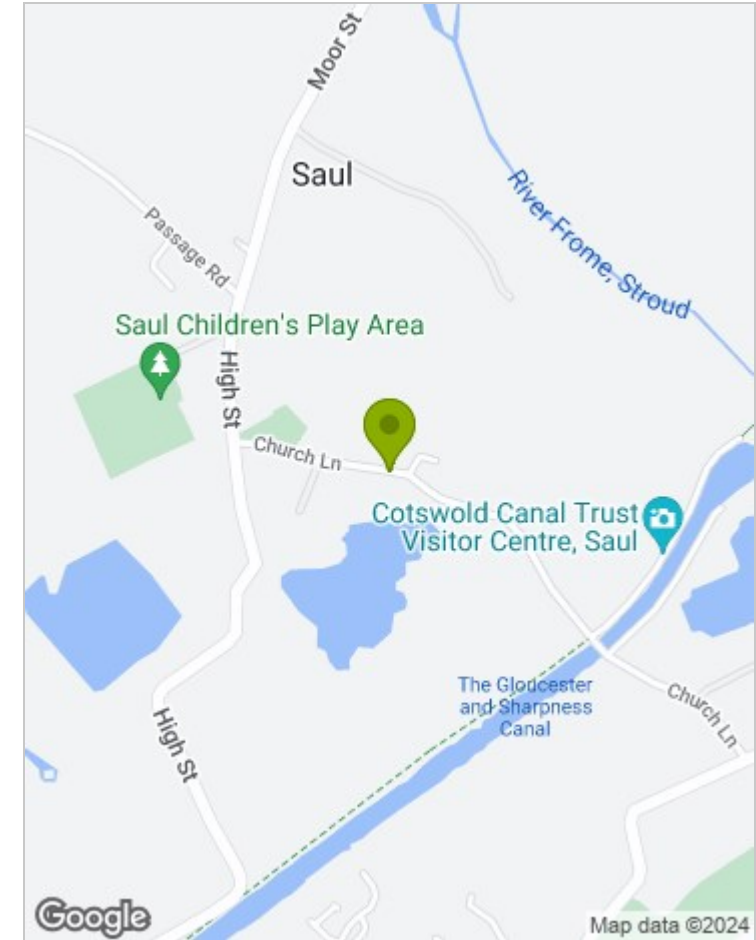 Moor St
Saul
River Frome, Stroud
Passage Rd
Saul Children's Play Area
High St
Church Ln
Cotswold Canal Trust
Visitor Centre, Saul
The Gloucester
and Sharpness
Canal
Church Ln
High St
Google
Map data ©2024